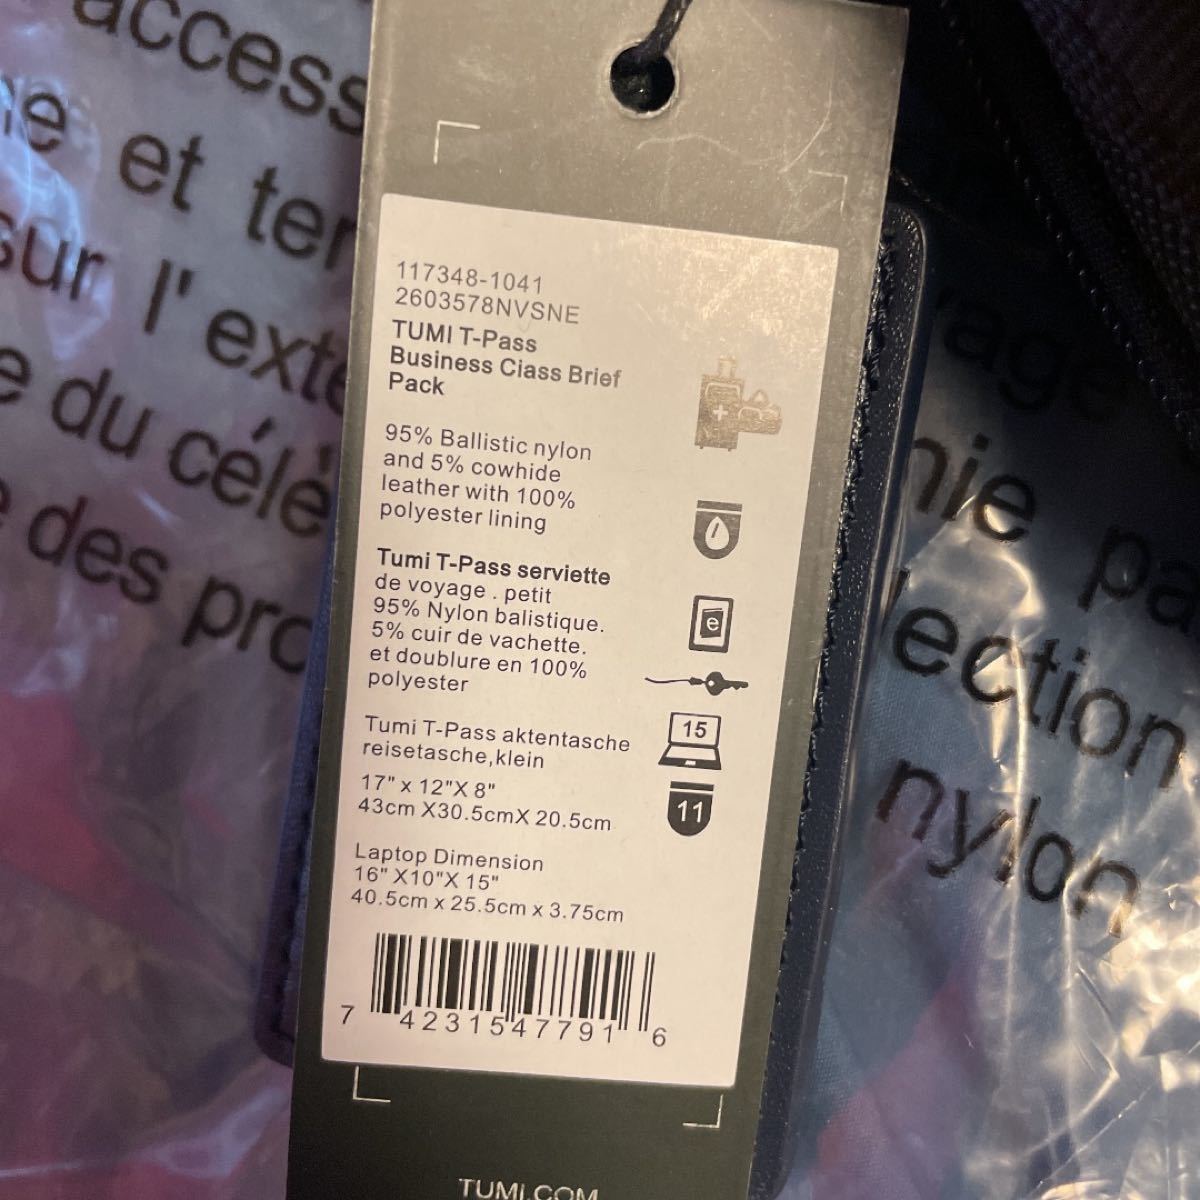 access
et ter
sur l' exte
e du célè
des pro
117348-1041
2603578NVSNE
TUMI T-Pass
Business Ciass Brief
Pack
95% Ballistic nylon
and 5% cowhide
leather with 100%
polyester lining
Tumi T-Pass serviette
de voyage . petit
95% Nylon balistique.
5% cuir de vachette.
et doublure en 100%
polyester
Tumi T-Pass aktentasche
reisetasche,klein
17" x 12"X 8"
43cm X30.5cmX 20.5cm
Laptop Dimension
16" X10"X 15"
40.5cm x 25.5cm x 3.75cm
7 4231547791 6
e
15
11
TUMI.COM
nie pa
lection
nylon